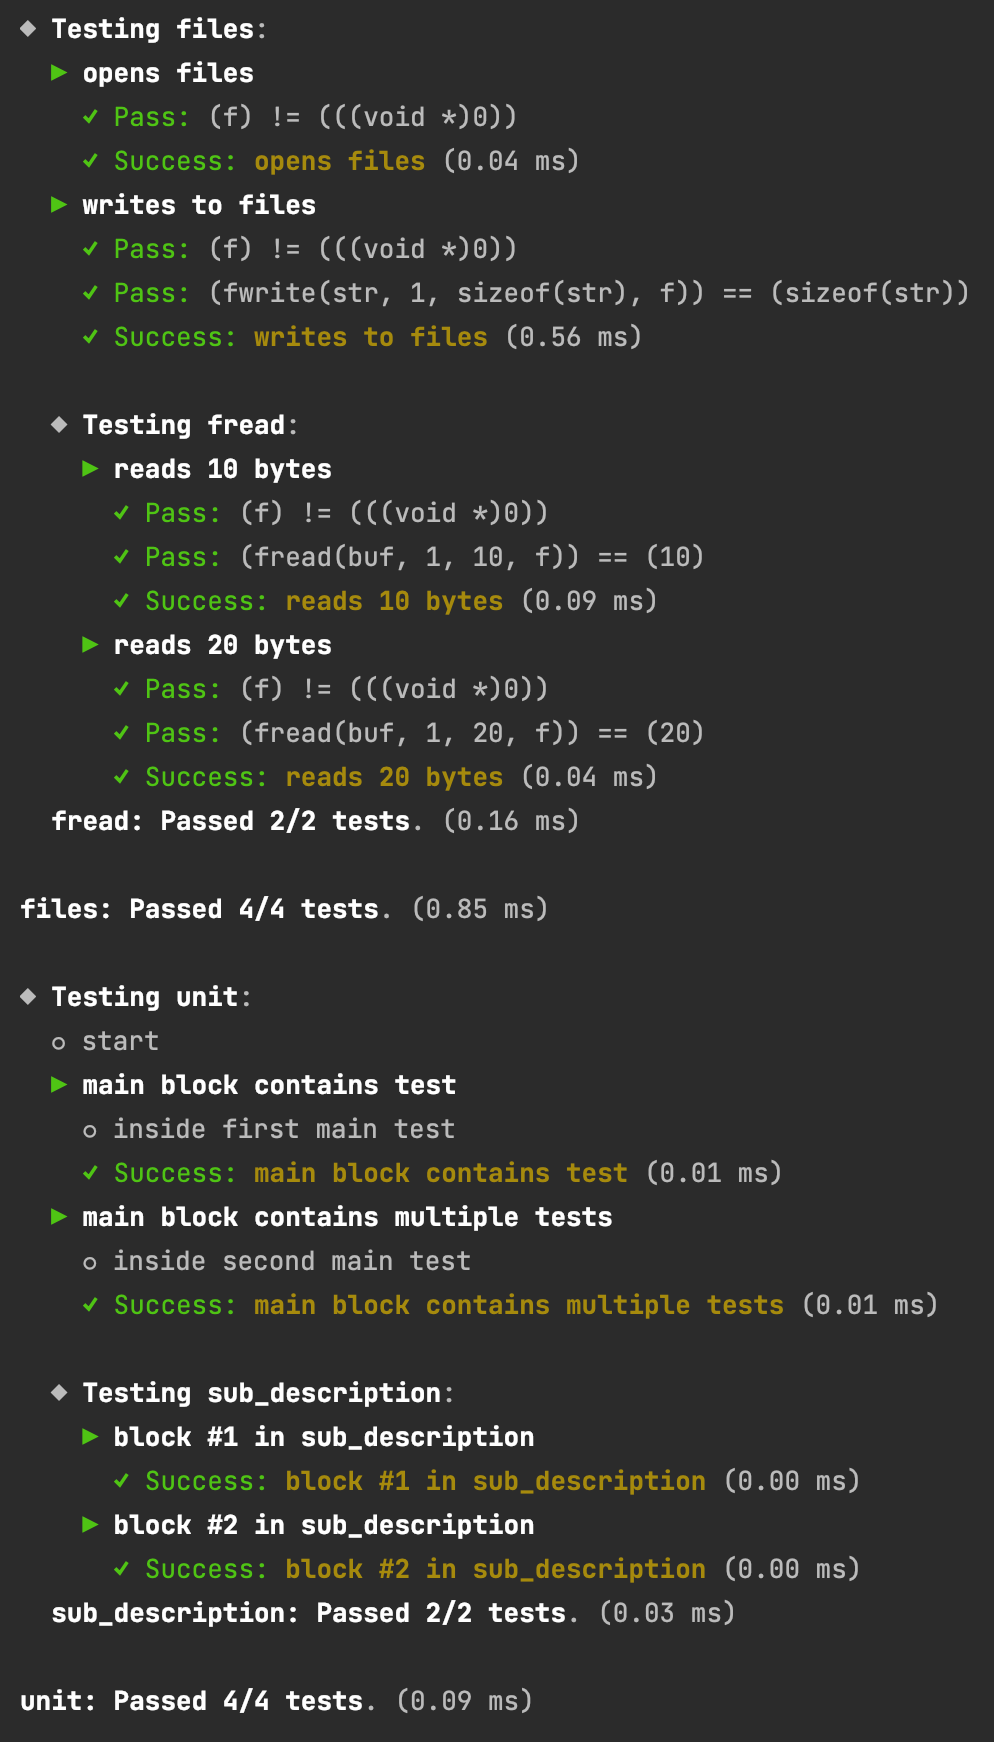 ◆ Testing files:
▶ opens files
✓ Pass: (f) != (((void *)0))
✓ Success: opens files (0.04 ms)
▶ writes to files
✓ Pass: (f) != (((void *)0))
✓ Pass: (fwrite(str, 1, sizeof(str), f)) == (sizeof(str))
✓ Success: writes to files (0.56 ms)
◆ Testing fread:
▶ reads 10 bytes
✓ Pass: (f) != (((void *)0))
✓ Pass: (fread(buf, 1, 10, f)) == (10)
✓ Success: reads 10 bytes (0.09 ms)
▶ reads 20 bytes
✓ Pass: (f) != (((void *)0))
✓ Pass: (fread(buf, 1, 20, f)) == (20)
✓ Success: reads 20 bytes (0.04 ms)
fread: Passed 2/2 tests. (0.16 ms)
files: Passed 4/4 tests. (0.85 ms)
◆ Testing unit:
○ start
▶ main block contains test
○ inside first main test
✓ Success: main block contains test (0.01 ms)
▶ main block contains multiple tests
○ inside second main test
✓ Success: main block contains multiple tests (0.01 ms)
◆ Testing sub_description:
▶ block #1 in sub_description
✓ Success: block #1 in sub_description (0.00 ms)
▶ block #2 in sub_description
✓ Success: block #2 in sub_description (0.00 ms)
sub_description: Passed 2/2 tests. (0.03 ms)
unit: Passed 4/4 tests. (0.09 ms)